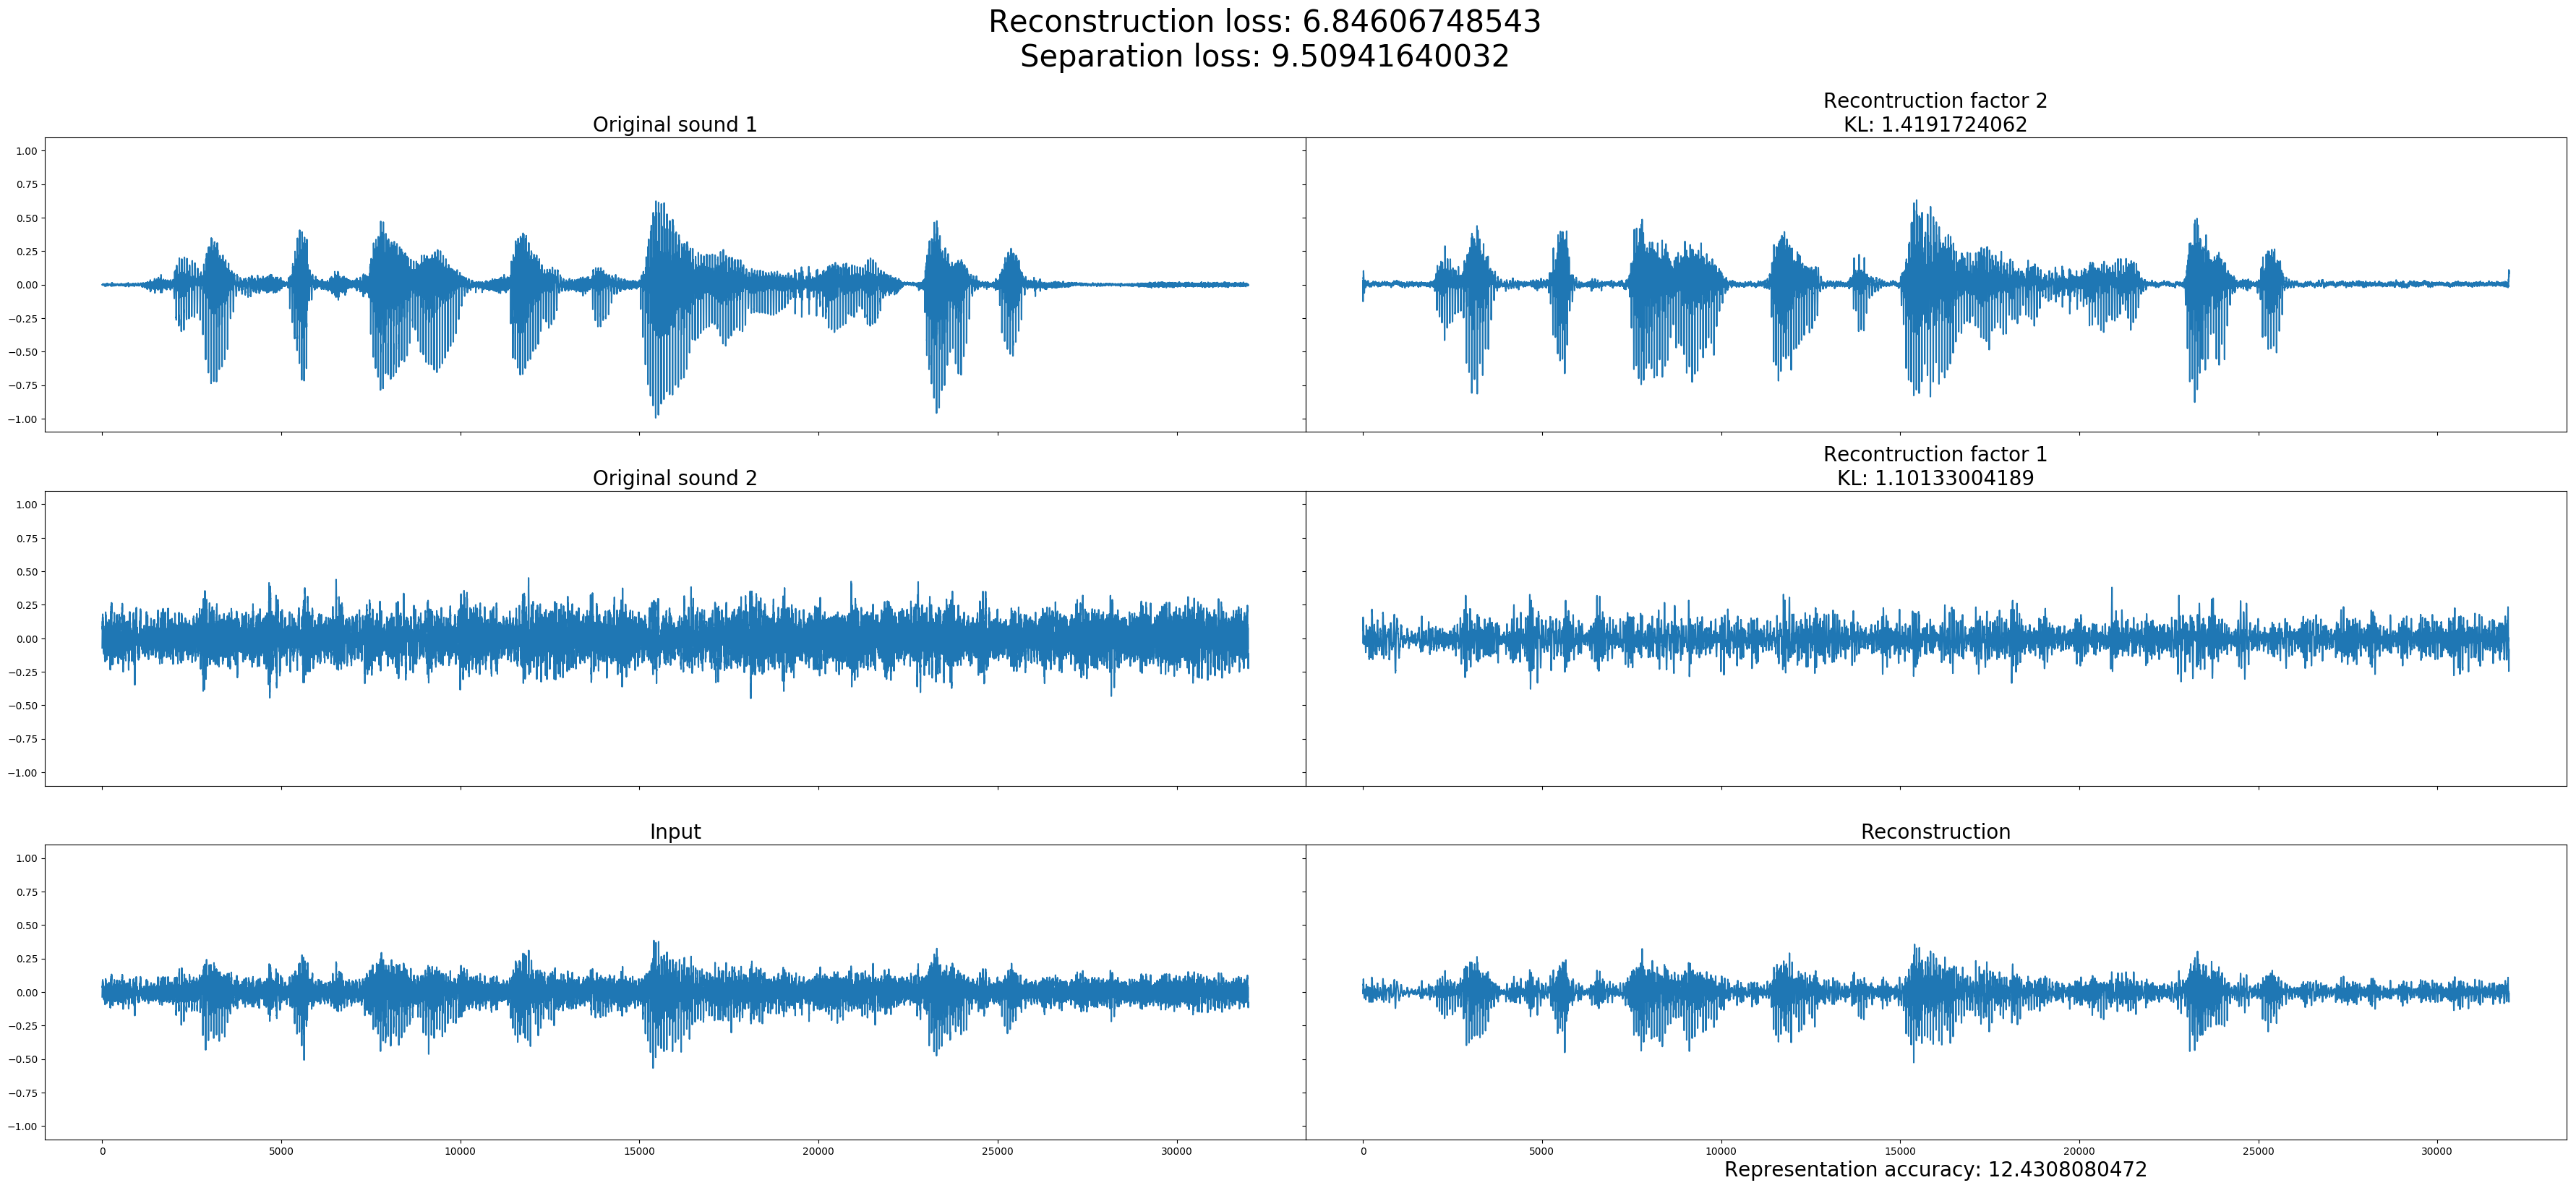 Reconstruction loss: 6.84606748543
Separation loss: 9.50941640032
Original sound 1
Recontruction factor 2
KL: 1.4191724062
1.00
0.75
0.50
0.25
0.00
−0.25
−0.50
−0.75
−1.00
Original sound 2
Recontruction factor 1
KL: 1.10133004189
1.00
0.75
0.50
0.25
0.00
−0.25
−0.50
−0.75
−1.00
Input
Reconstruction
1.00
0.75
0.50
0.25
0.00
−0.25
−0.50
−0.75
−1.00
0 5000 10000 15000 20000 25000 30000
0 5000 10000 15000 20000 25000 30000
Representation accuracy: 12.4308080472